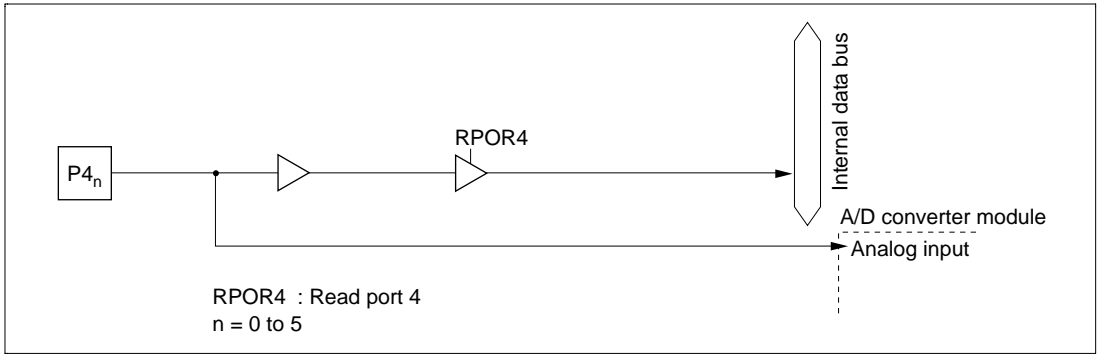 Internal data bus
RPOR4
P4n
A/D converter module
Analog input
RPOR4 : Read port 4
n = 0 to 5